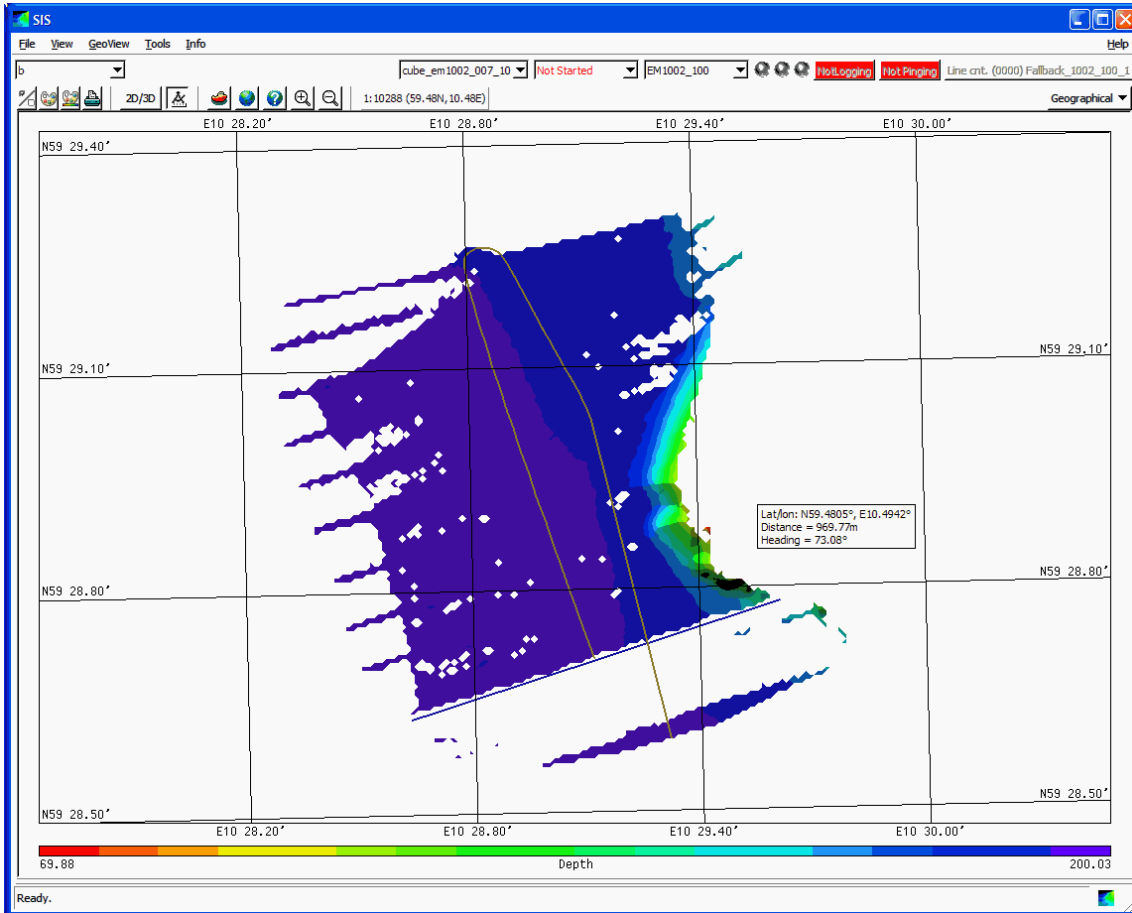 SIS
File View GeoView Tools Info Help
b cube_em1002_007_10 Not Started EM1002_100 NotLogging Not Pinging Line cnt. (0000) Fallback_1002_100_1
2D/3D 1:10288 (59.48N,10.48E) Geographical
E10 28.20' E10 28.80' E10 29.40' E10 30.00'
N59 29.40'
N59 29.10'
N59 29.10'
Lat/lon: N59.4805°, E10.4942°
Distance = 969.77m
Heading = 73.08°
N59 28.80'
N59 28.80'
N59 28.50'
N59 28.50'
E10 28.20' E10 28.80' E10 29.40' E10 30.00'
69.88 Depth 200.03
Ready.